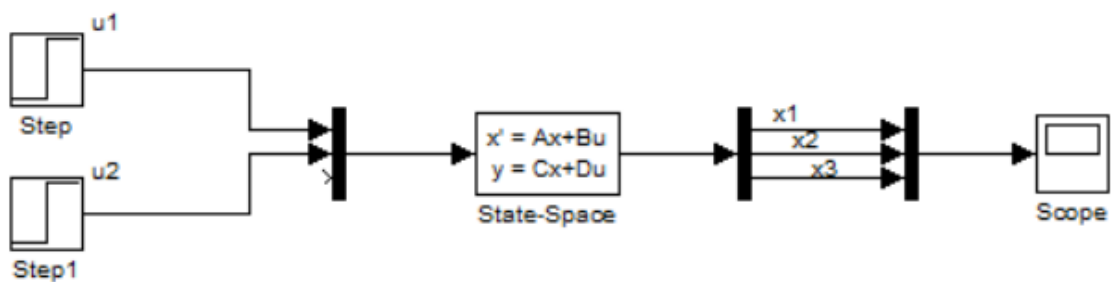 u1
Step
u2
Step1
x' = Ax+Bu
y = Cx+Du
State-Space
x1
x2
x3
Scope